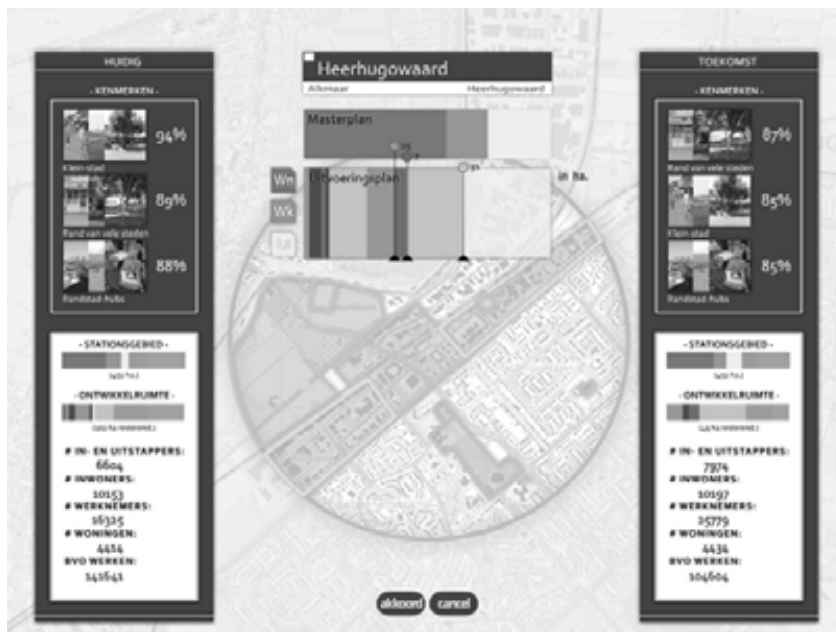 HUIDIG
- KENMERKEN -
94%
Klein-stad
89%
Rand van vele steden
88%
Randstad-hubs
- STATIONSGEBIED -
- ONTWIKKELRUIMTE -
# IN- EN UITSTAPPERS:
6604
# INWONERS:
10153
# WERKNEMERS:
16325
# WONINGEN:
4414
BVO WERKEN:
141641
Heerhugowaard
Alkmaar Heerhugowaard
Masterplan
Uitvoeringsplan
in ha.
Wn
Wk
akkoord cancel
TOEKOMST
- KENMERKEN -
87%
Rand van vele steden
85%
Klein-stad
85%
Randstad-hubs
- STATIONSGEBIED -
- ONTWIKKELRUIMTE -
# IN- EN UITSTAPPERS:
7974
# INWONERS:
10197
# WERKNEMERS:
25779
# WONINGEN:
4434
BVO WERKEN:
104604